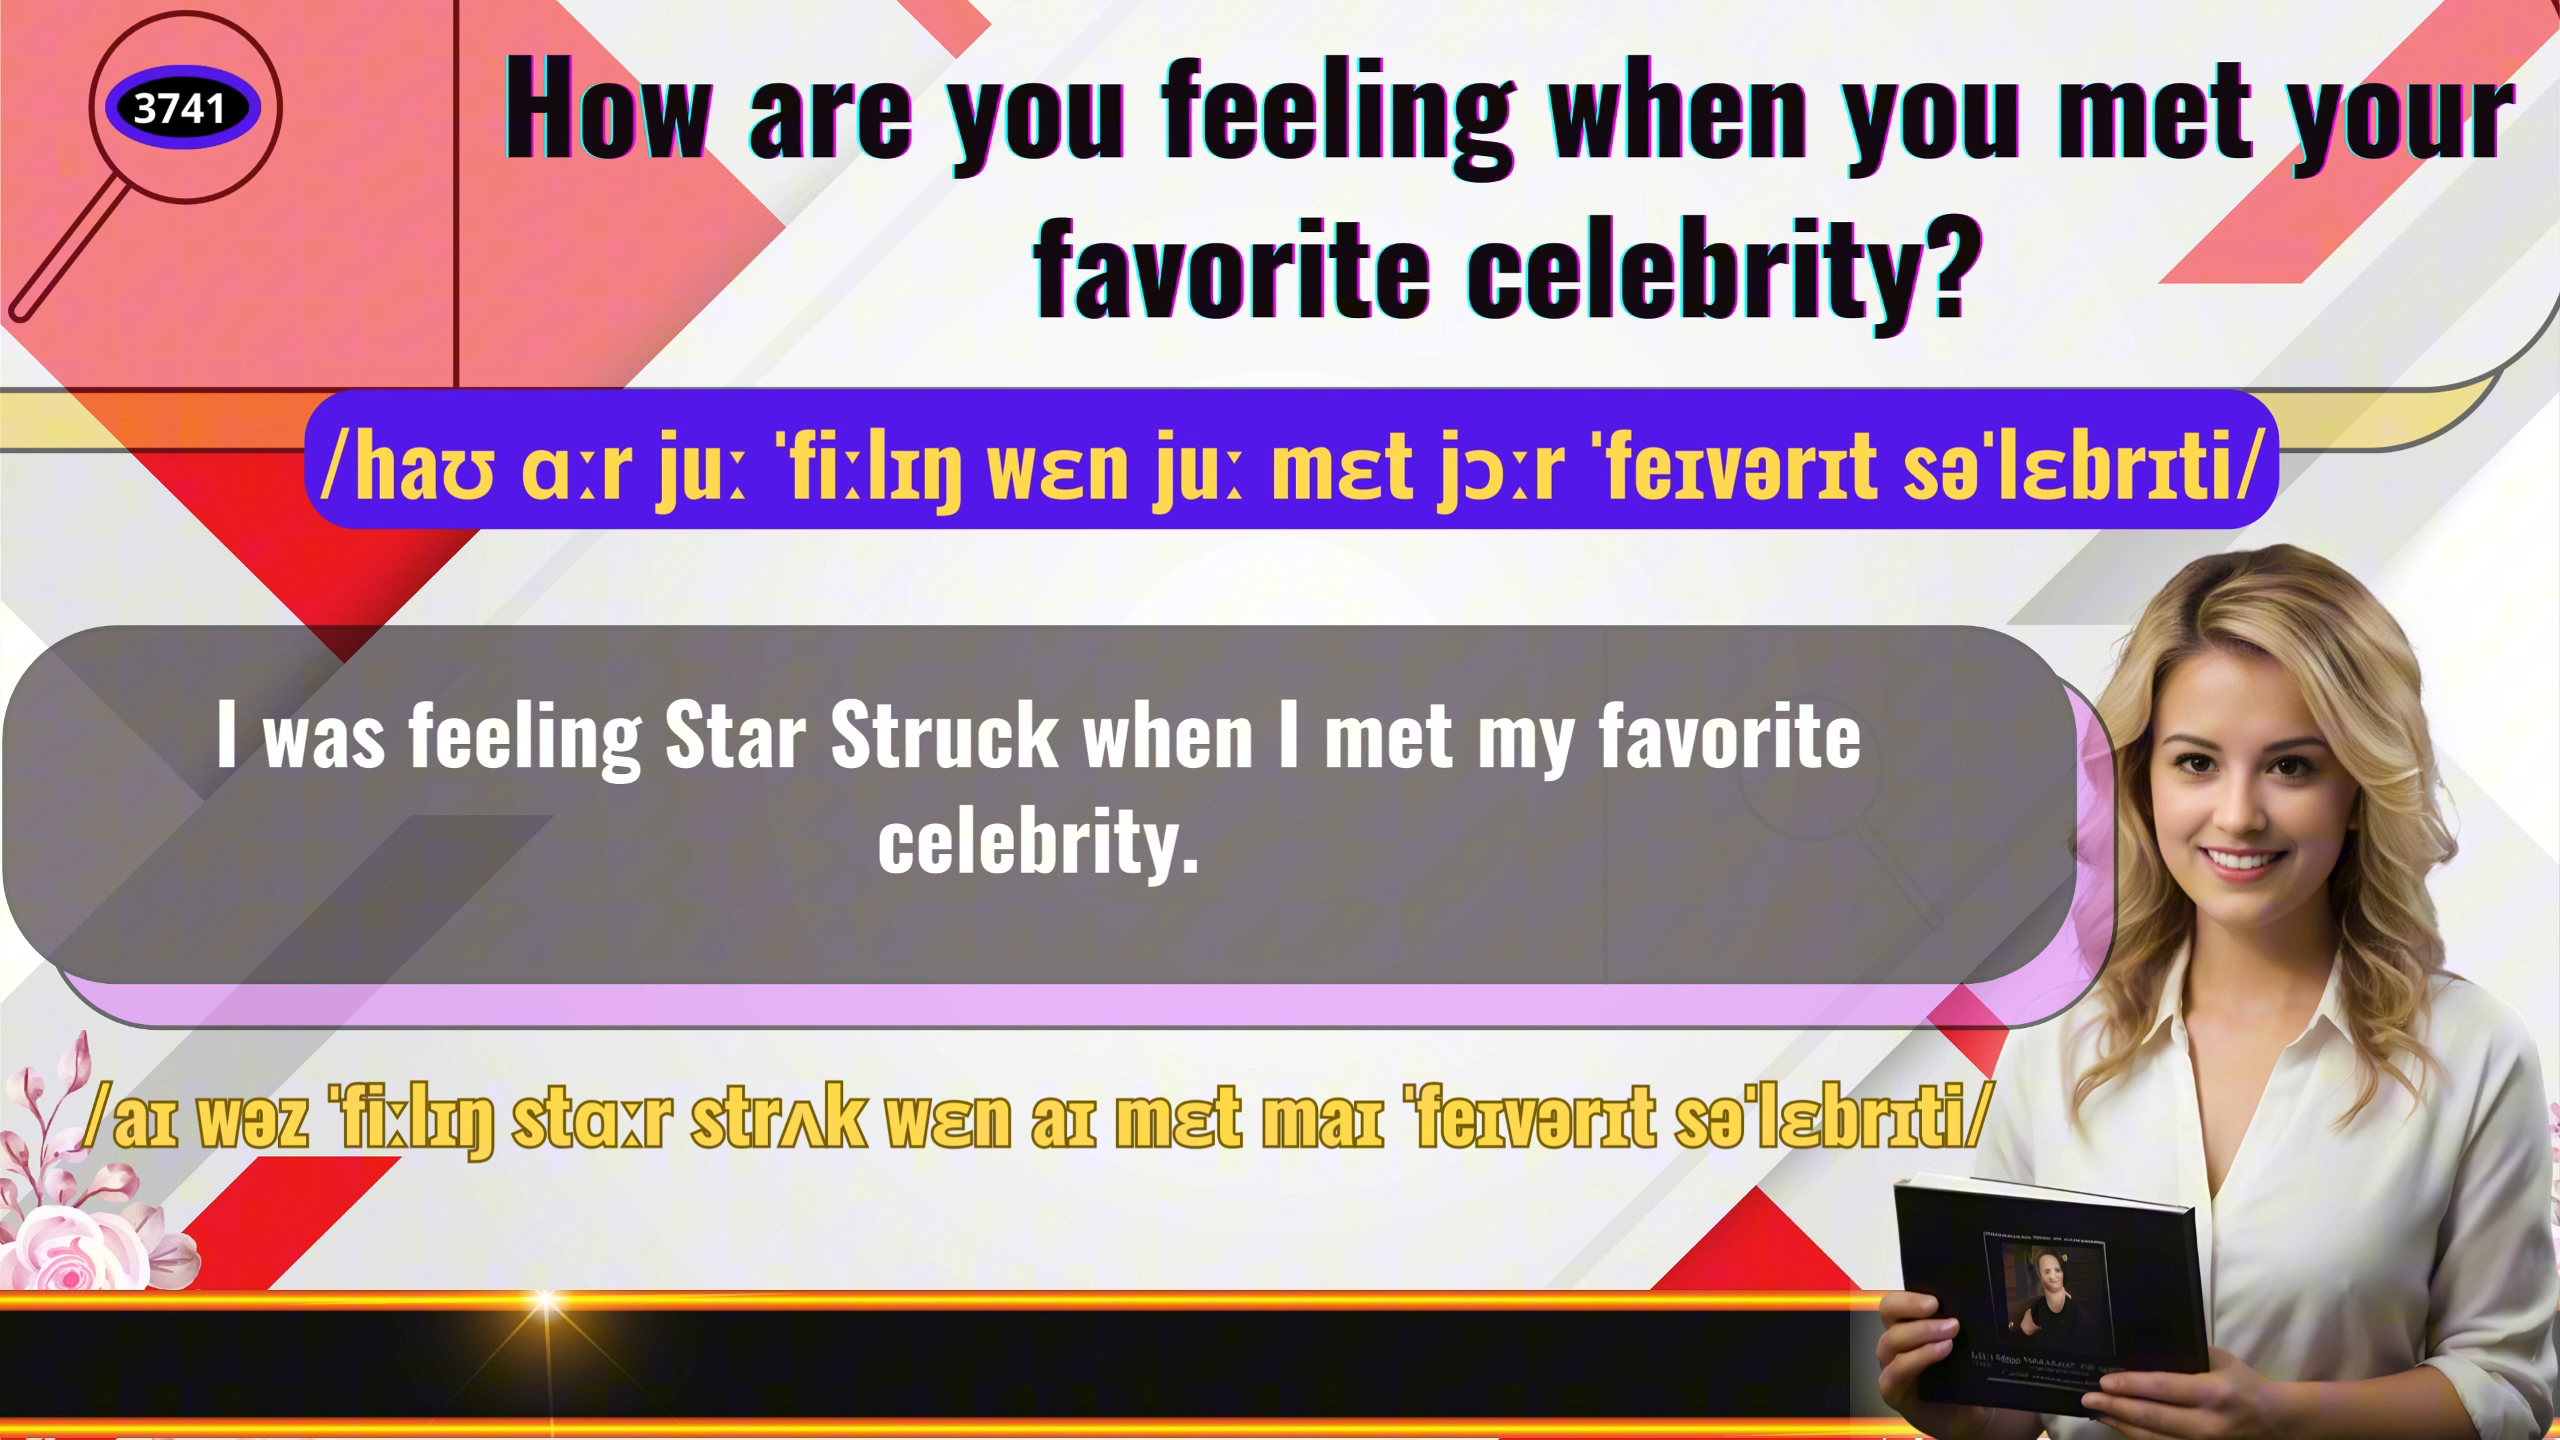 3741
How are you feeling when you met your
favorite celebrity?
/haʊ ɑːr juː ˈfiːlɪŋ wɛn juː mɛt jɔːr ˈfeɪvərɪt səˈlɛbrɪti/
I was feeling Star Struck when I met my favorite
celebrity.
/aɪ wəz ˈfiːlɪŋ stɑːr strʌk wɛn aɪ mɛt maɪ ˈfeɪvərɪt səˈlɛbrɪti/